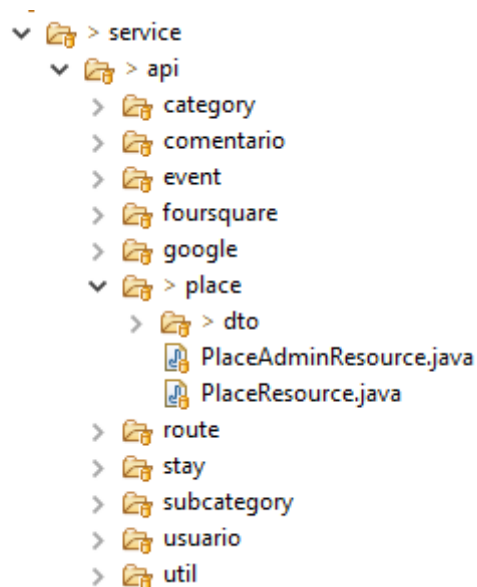 > service
> api
category
comentario
event
foursquare
google
> place
> dto
PlaceAdminResource.java
PlaceResource.java
route
stay
subcategory
usuario
util